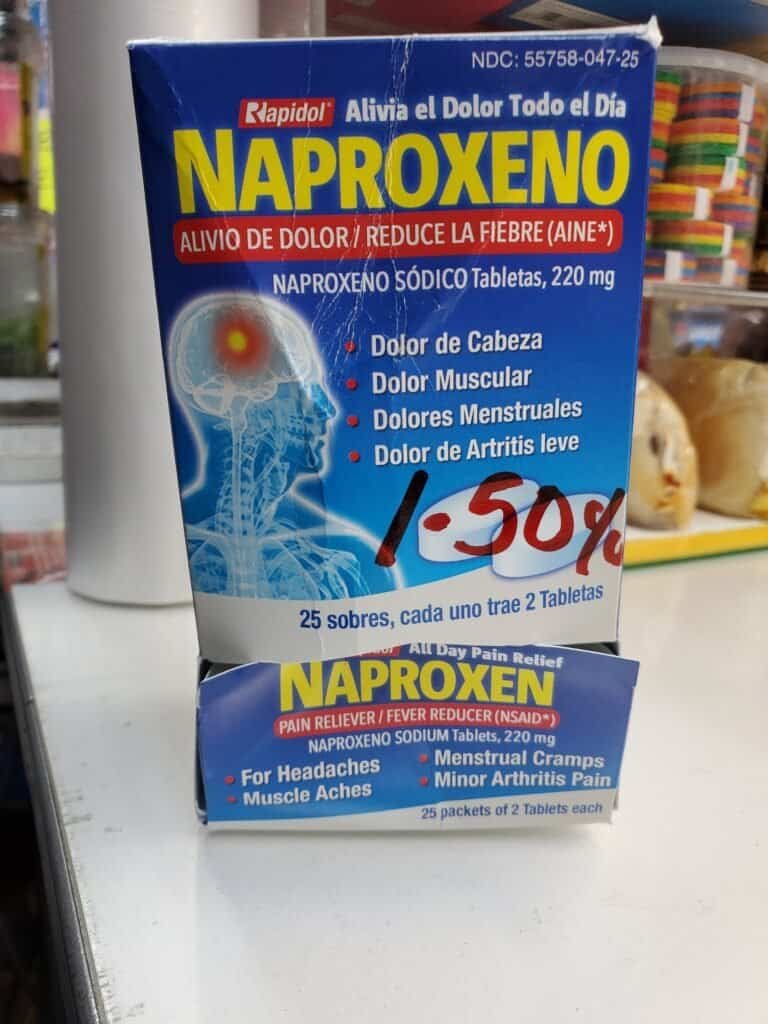 NDC: 55758-047-25
Rapidol® Alivia el Dolor Todo el Día
NAPROXENO
ALIVIO DE DOLOR / REDUCE LA FIEBRE (AINE*)
NAPROXENO SÓDICO Tabletas, 220 mg
• Dolor de Cabeza
• Dolor Muscular
• Dolores Menstruales
• Dolor de Artritis leve
1.50
25 sobres, cada uno trae 2 Tabletas
All Day Pain Relief
NAPROXEN
PAIN RELIEVER / FEVER REDUCER (NSAID*)
NAPROXENO SODIUM Tablets, 220 mg
• For Headaches
• Muscle Aches
• Menstrual Cramps
• Minor Arthritis Pain
25 packets of 2 Tablets each